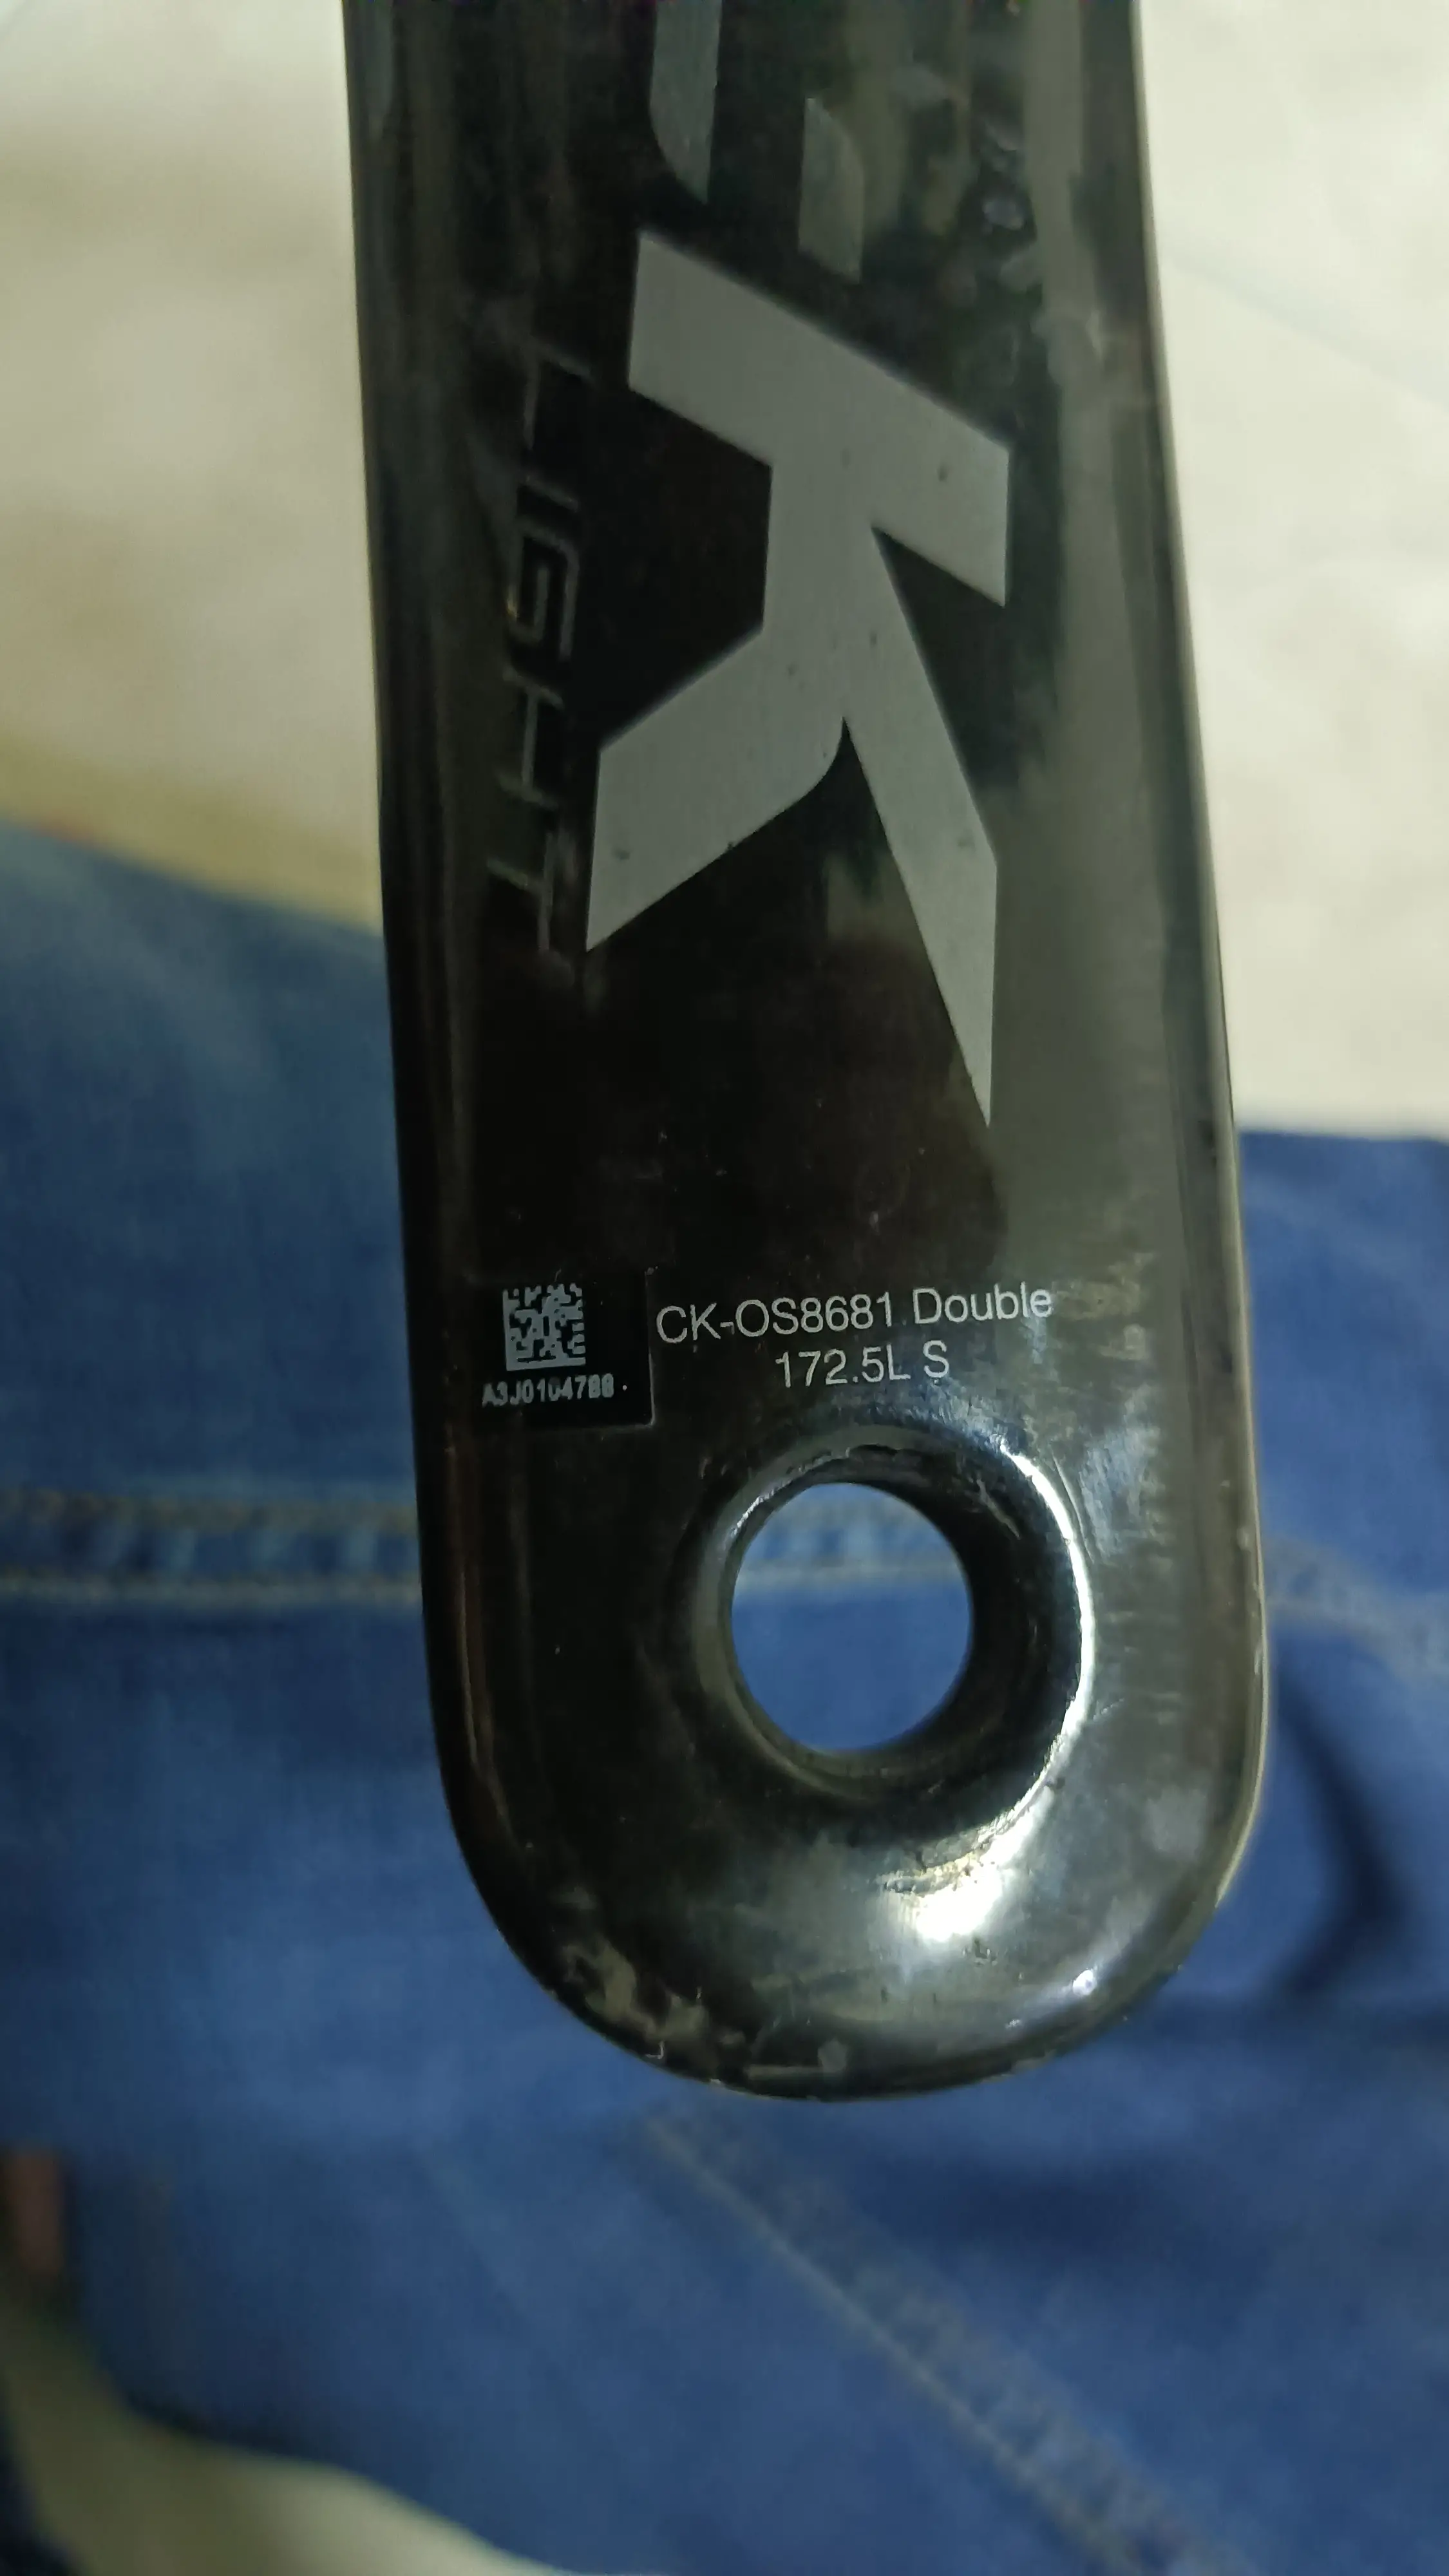 K
LIGHT
CK-OS8681 Double
172.5L S